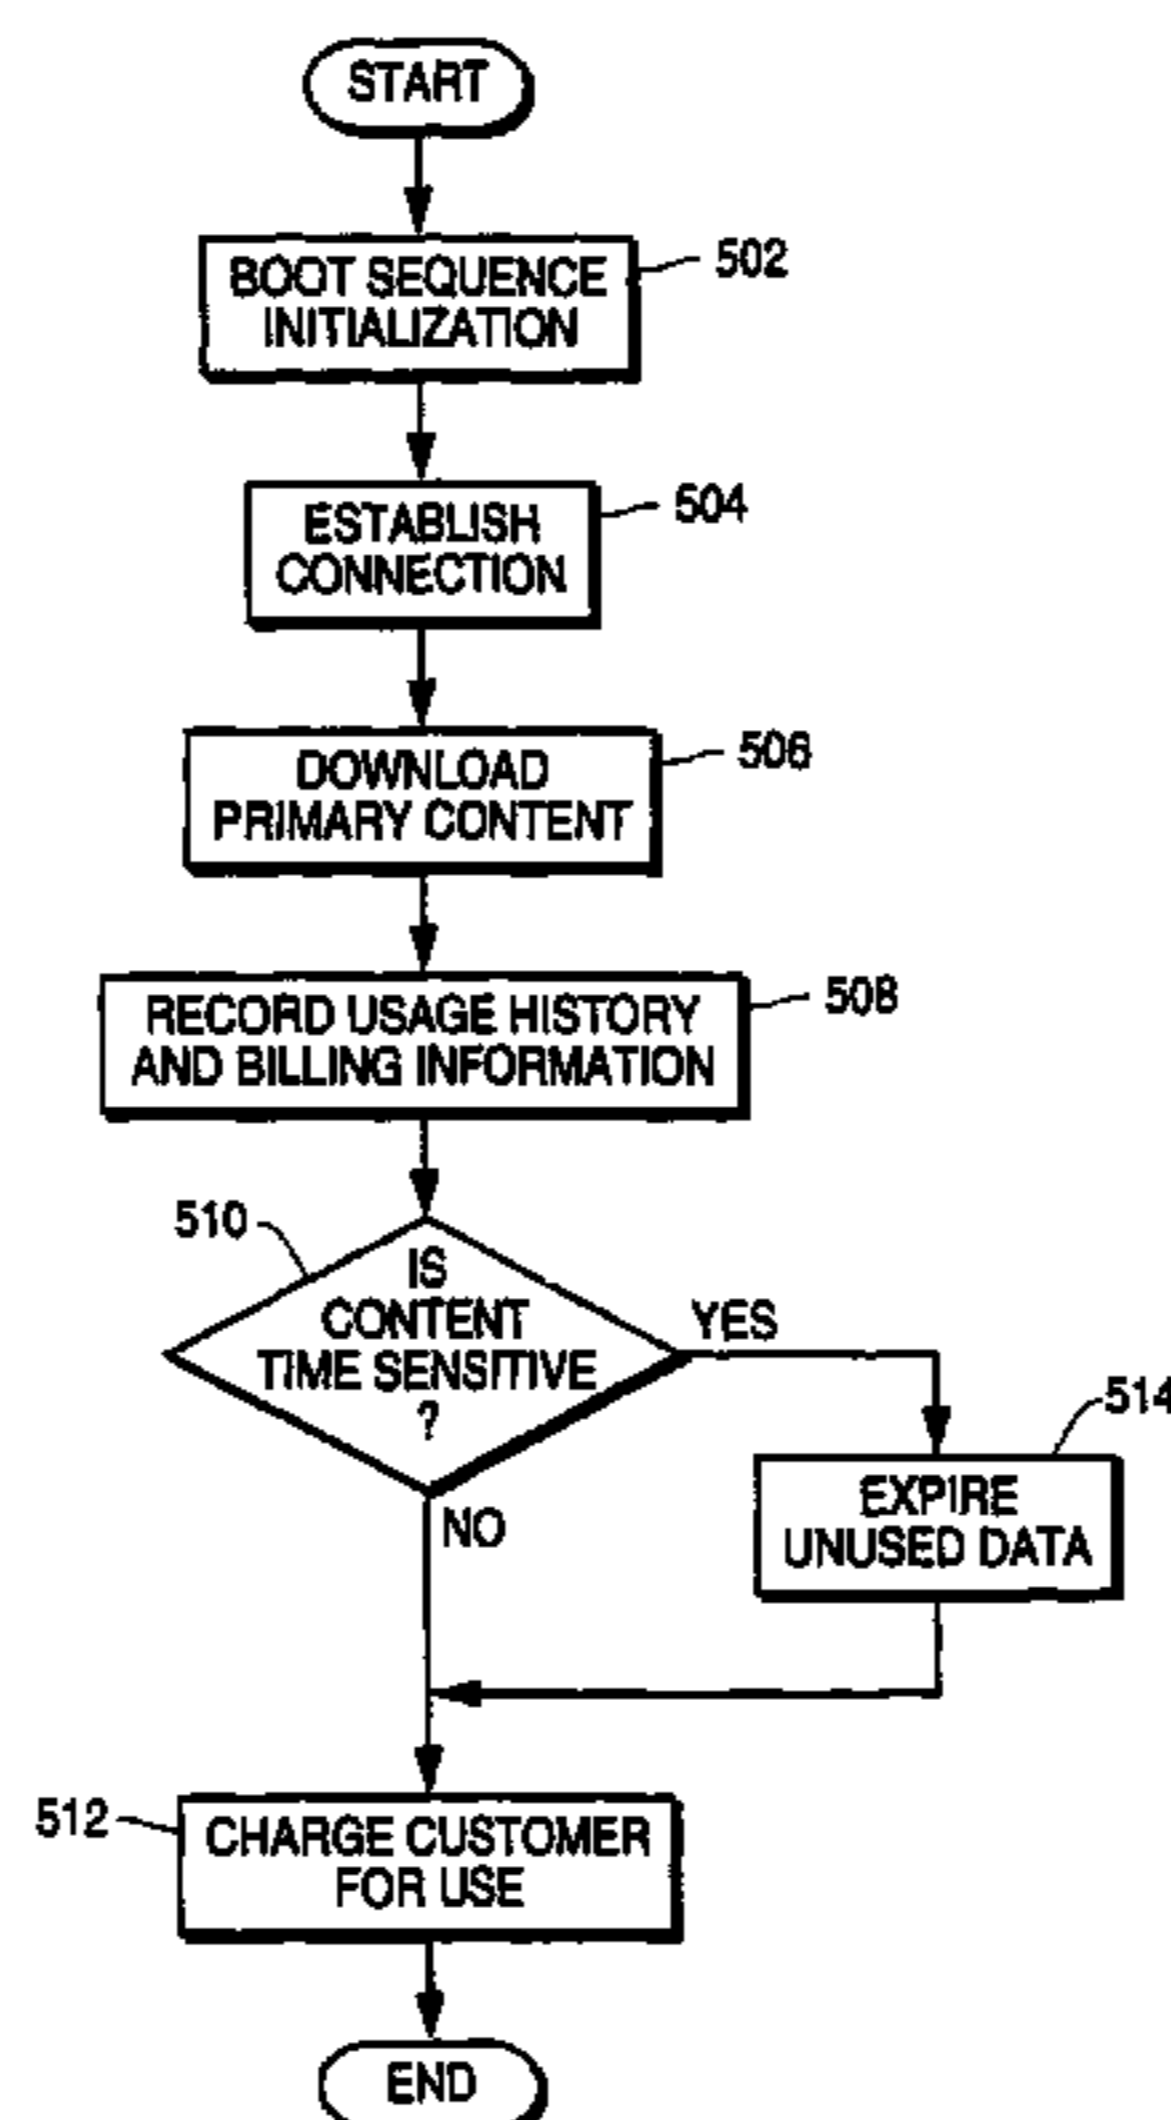 START
BOOT SEQUENCE
INITIALIZATION
502
ESTABLISH
CONNECTION
504
DOWNLOAD
PRIMARY CONTENT
506
RECORD USAGE HISTORY
AND BILLING INFORMATION
508
510
IS
CONTENT
TIME SENSITIVE
?
YES
514
EXPIRE
UNUSED DATA
NO
512
CHARGE CUSTOMER
FOR USE
END